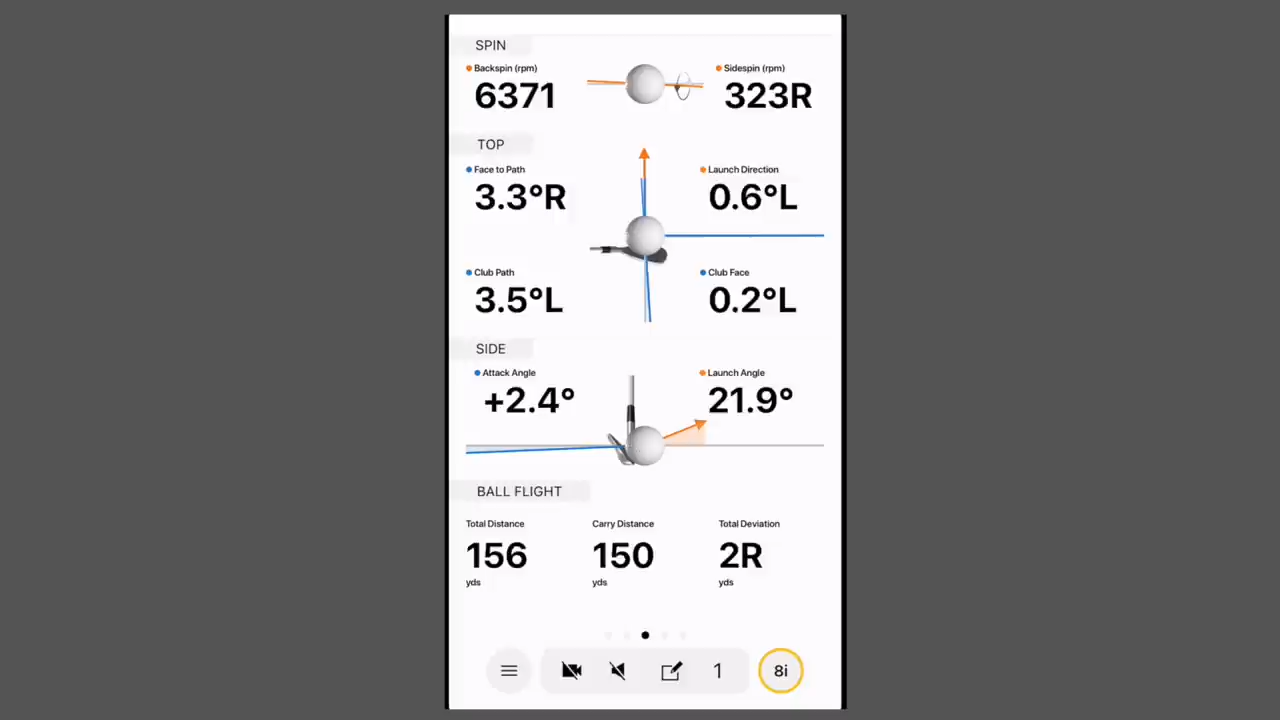 SPIN
Backspin (rpm) Sidespin (rpm)
6371 323R
TOP
Face to Path Launch Direction
3.3°R 0.6°L
Club Path Club Face
3.5°L 0.2°L
SIDE
Attack Angle Launch Angle
+2.4° 21.9°
BALL FLIGHT
Total Distance Carry Distance Total Deviation
156 150 2R
yds yds yds
1 8i